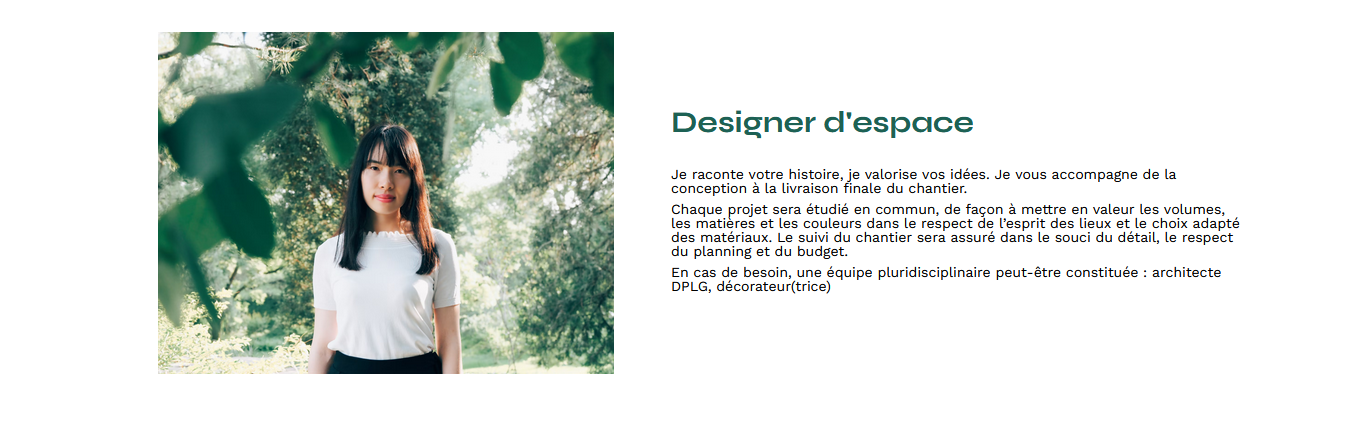 Designer d'espace
Je raconte votre histoire, je valorise vos idées. Je vous accompagne de la
conception à la livraison finale du chantier.
Chaque projet sera étudié en commun, de façon à mettre en valeur les volumes,
les matières et les couleurs dans le respect de l’esprit des lieux et le choix adapté
des matériaux. Le suivi du chantier sera assuré dans le souci du détail, le respect
du planning et du budget.
En cas de besoin, une équipe pluridisciplinaire peut-être constituée : architecte
DPLG, décorateur(trice)